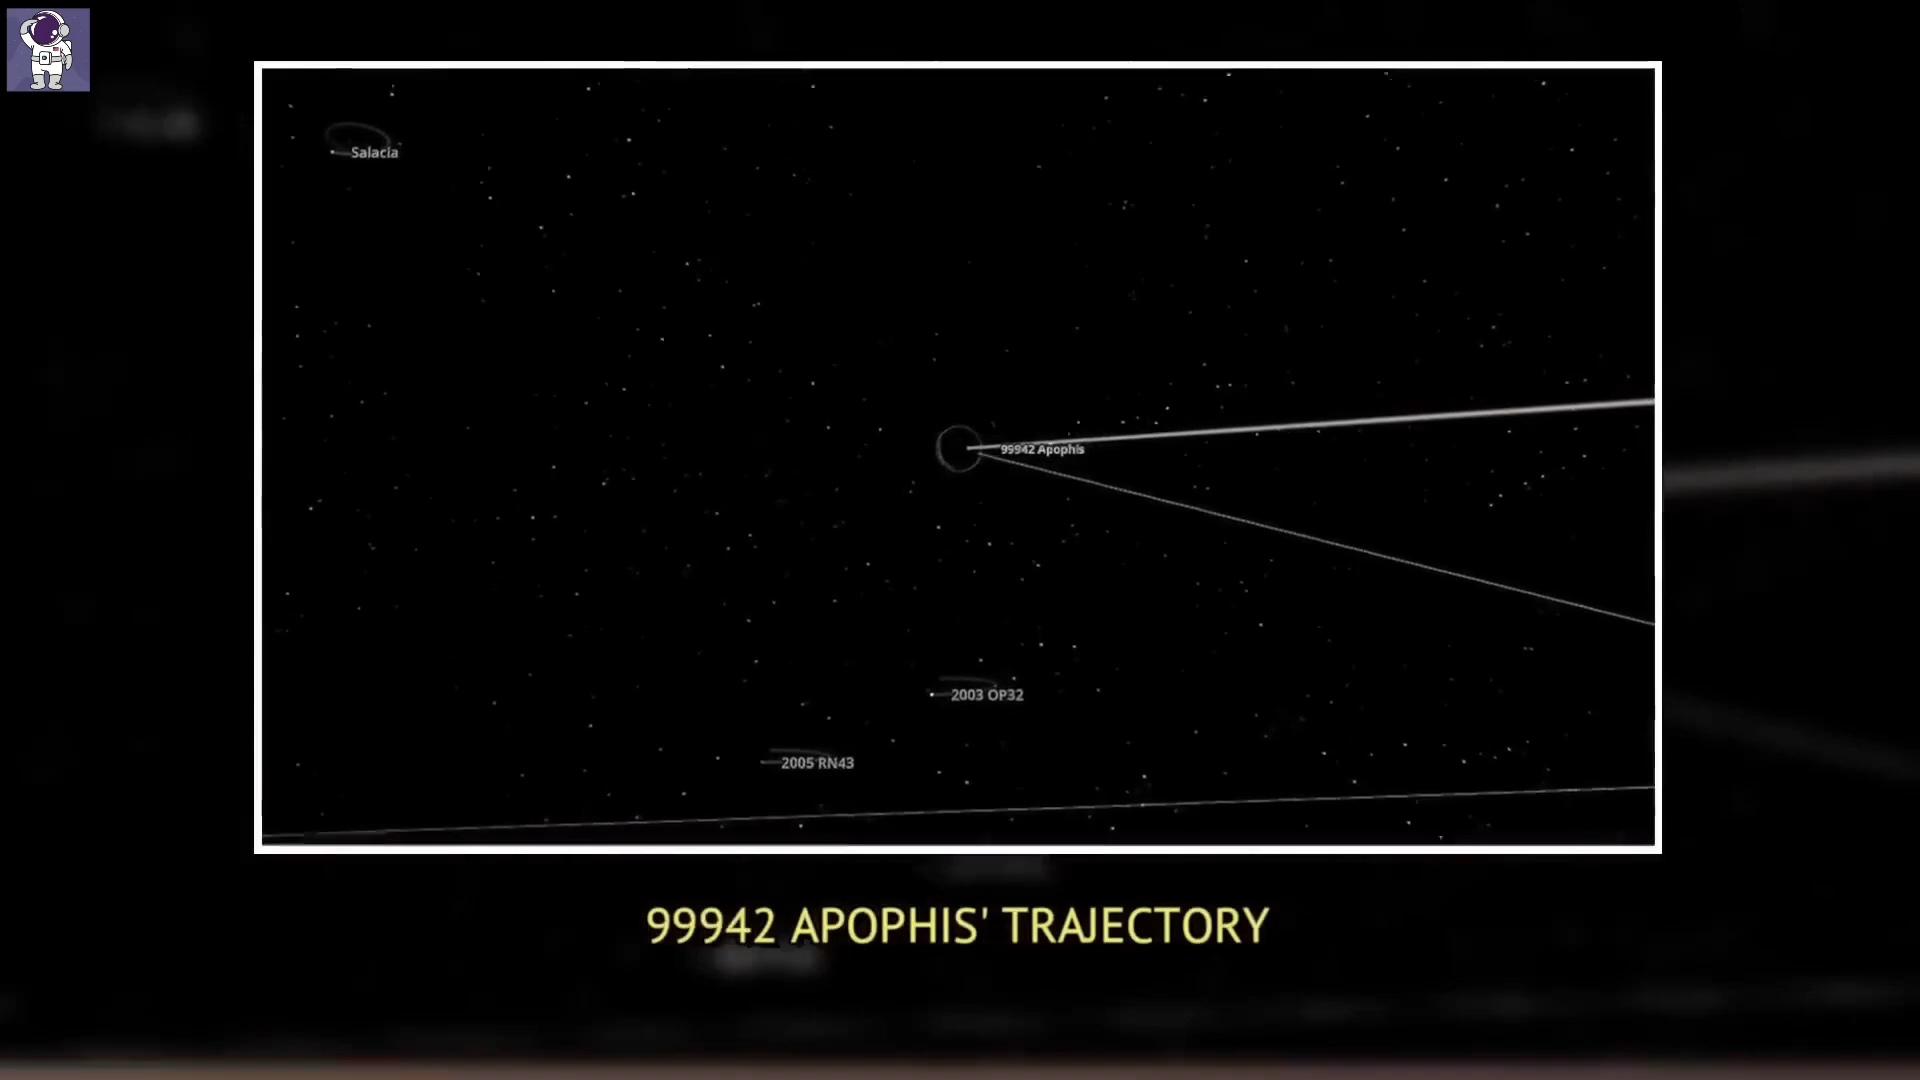 Salacia
99942 Apophis
2003 OP32
2005 RN43
99942 APOPHIS' TRAJECTORY